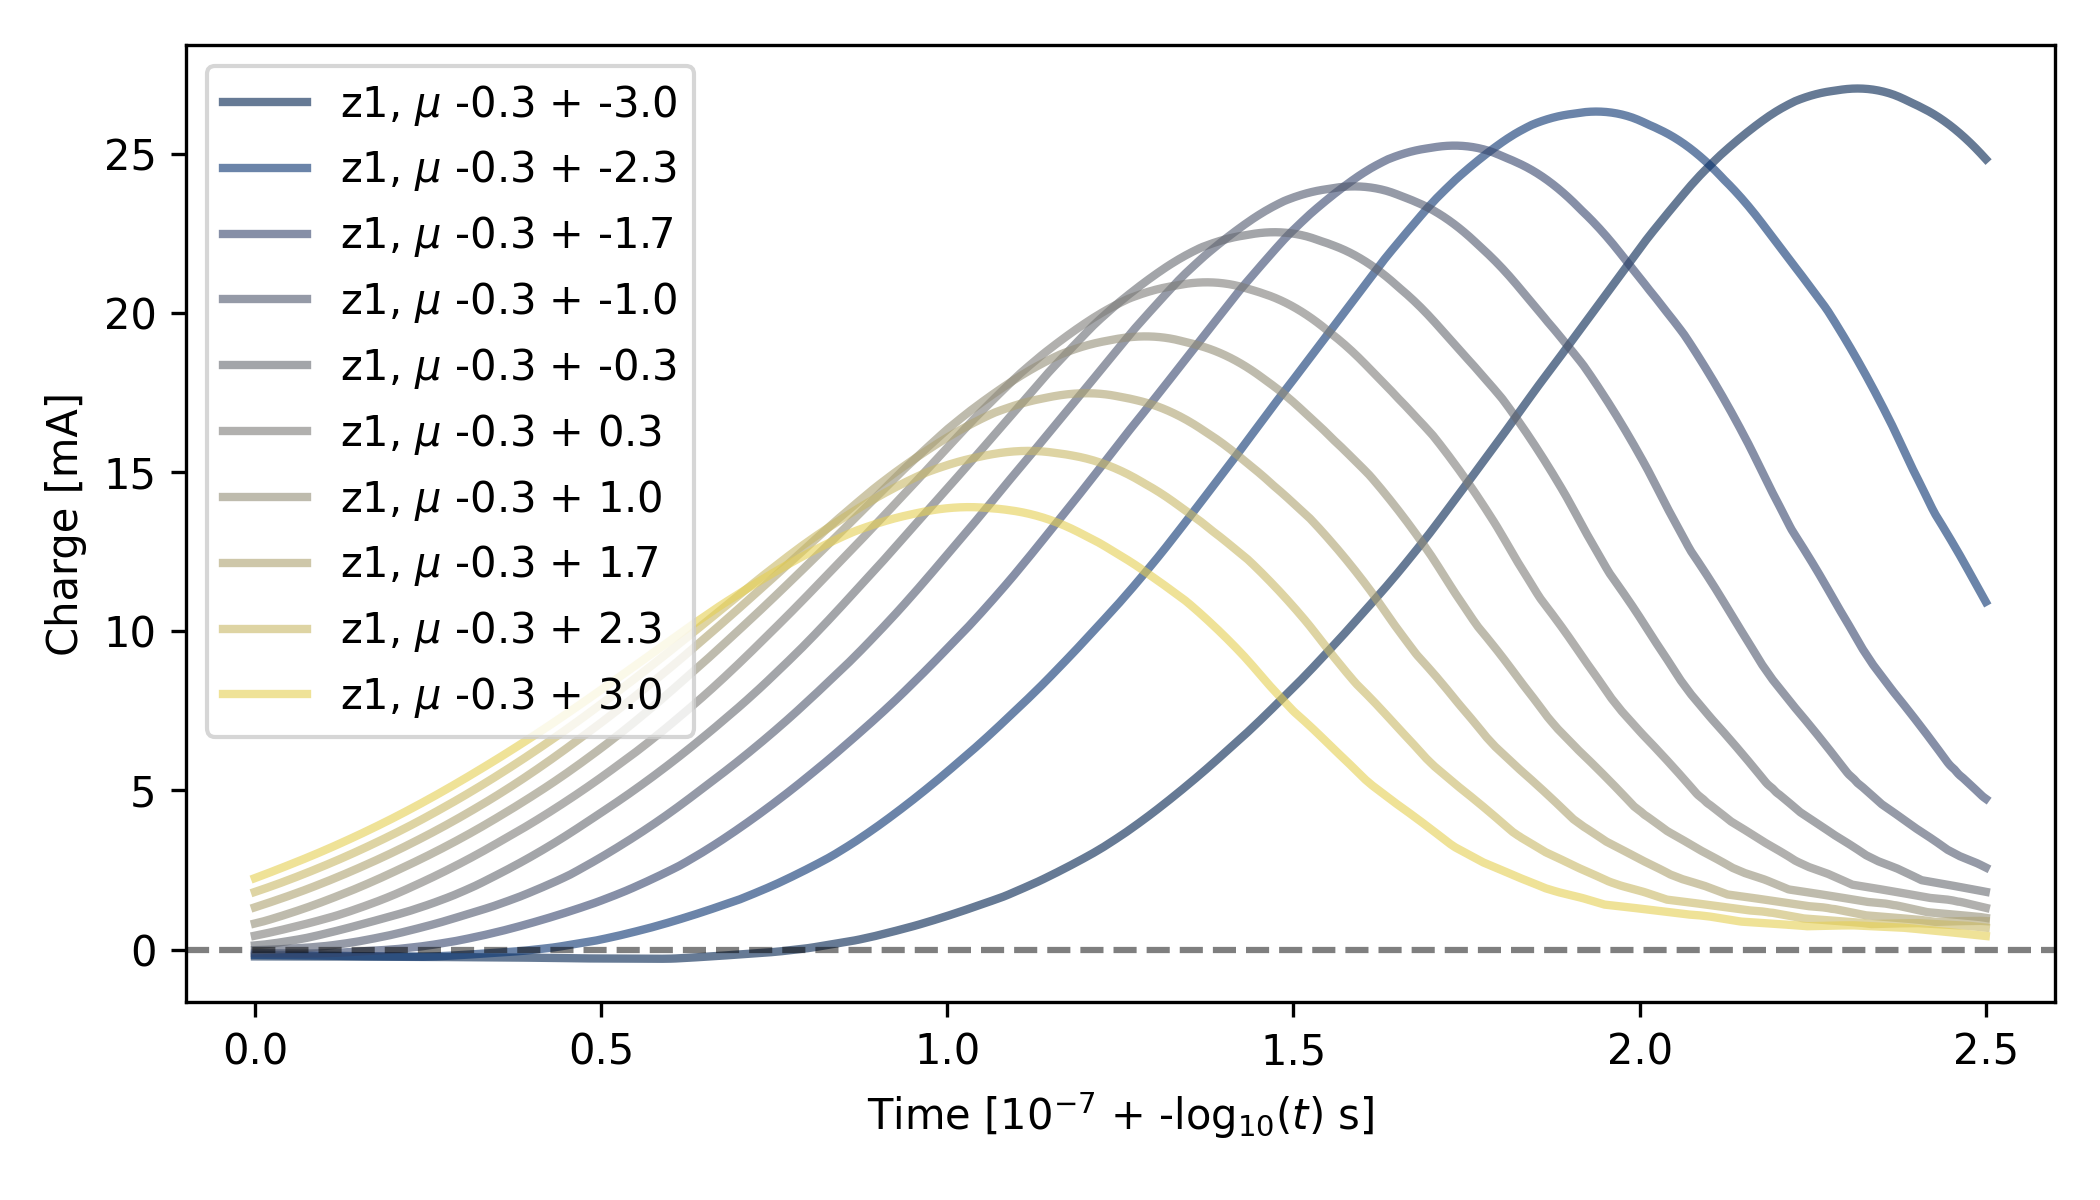 z1, μ -0.3 + -3.0
z1, μ -0.3 + -2.3
z1, μ -0.3 + -1.7
z1, μ -0.3 + -1.0
z1, μ -0.3 + -0.3
z1, μ -0.3 + 0.3
z1, μ -0.3 + 1.0
z1, μ -0.3 + 1.7
z1, μ -0.3 + 2.3
z1, μ -0.3 + 3.0
25
20
15
10
5
0
Charge [mA]
0.0 0.5 1.0 1.5 2.0 2.5
Time [10⁻⁷ + -log₁₀(t) s]